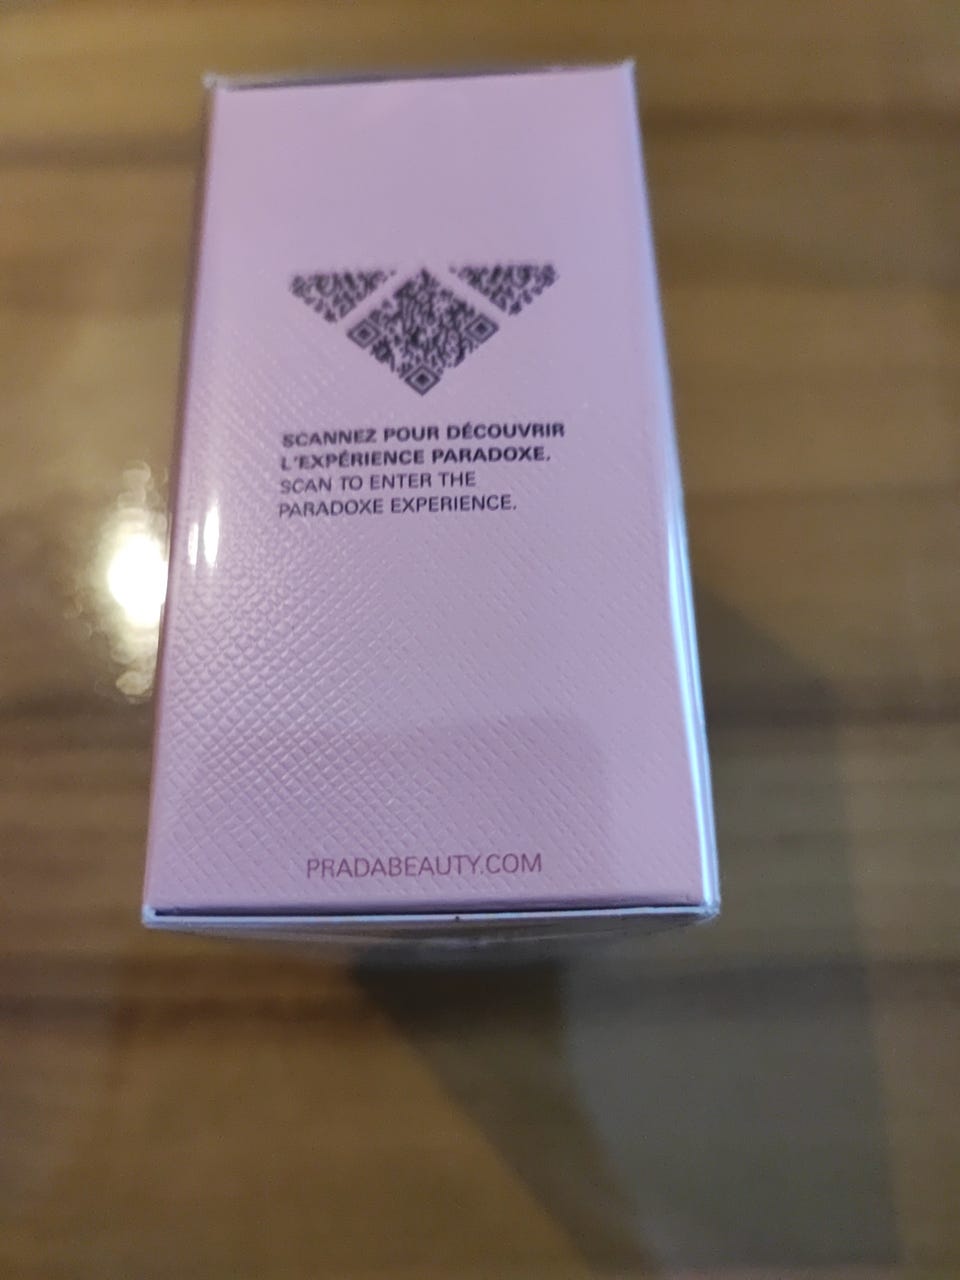 SCANNEZ POUR DÉCOUVRIR
L'EXPÉRIENCE PARADOXE.
SCAN TO ENTER THE
PARADOXE EXPERIENCE.
PRADABEAUTY.COM